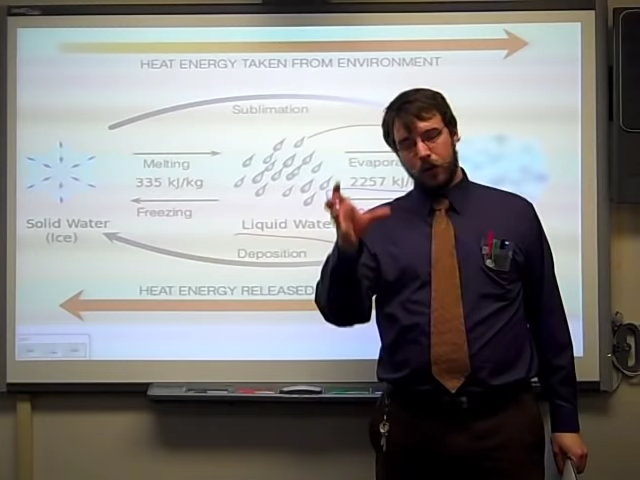 HEAT ENERGY TAKEN FROM ENVIRONMENT
Sublimation
Melting
335 kJ/kg
Freezing
Solid Water
(Ice)
Liquid Wate
Evapora
2257 kJ/
Deposition
HEAT ENERGY RELEASED